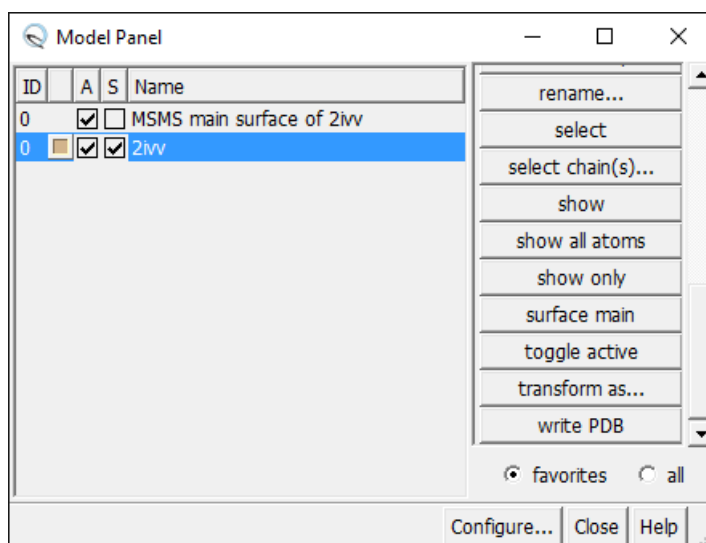 Model Panel
ID A S Name
0 MSMS main surface of 2ivv
0 2ivv
rename...
select
select chain(s)...
show
show all atoms
show only
surface main
toggle active
transform as...
write PDB
favorites all
Configure... Close Help